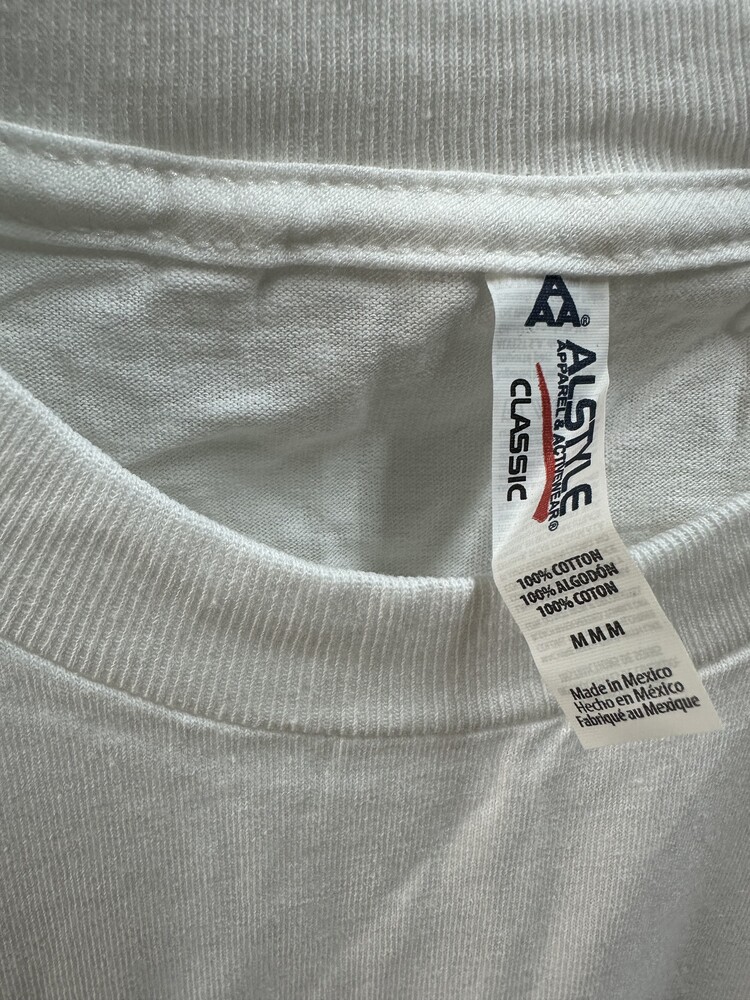 AAA®
ALSTYLE
APPAREL & ACTIVEWEAR®
CLASSIC
100% COTTON
100% ALGODÓN
100% COTON
M M M
Made in Mexico
Hecho en México
Fabriqué au Mexique